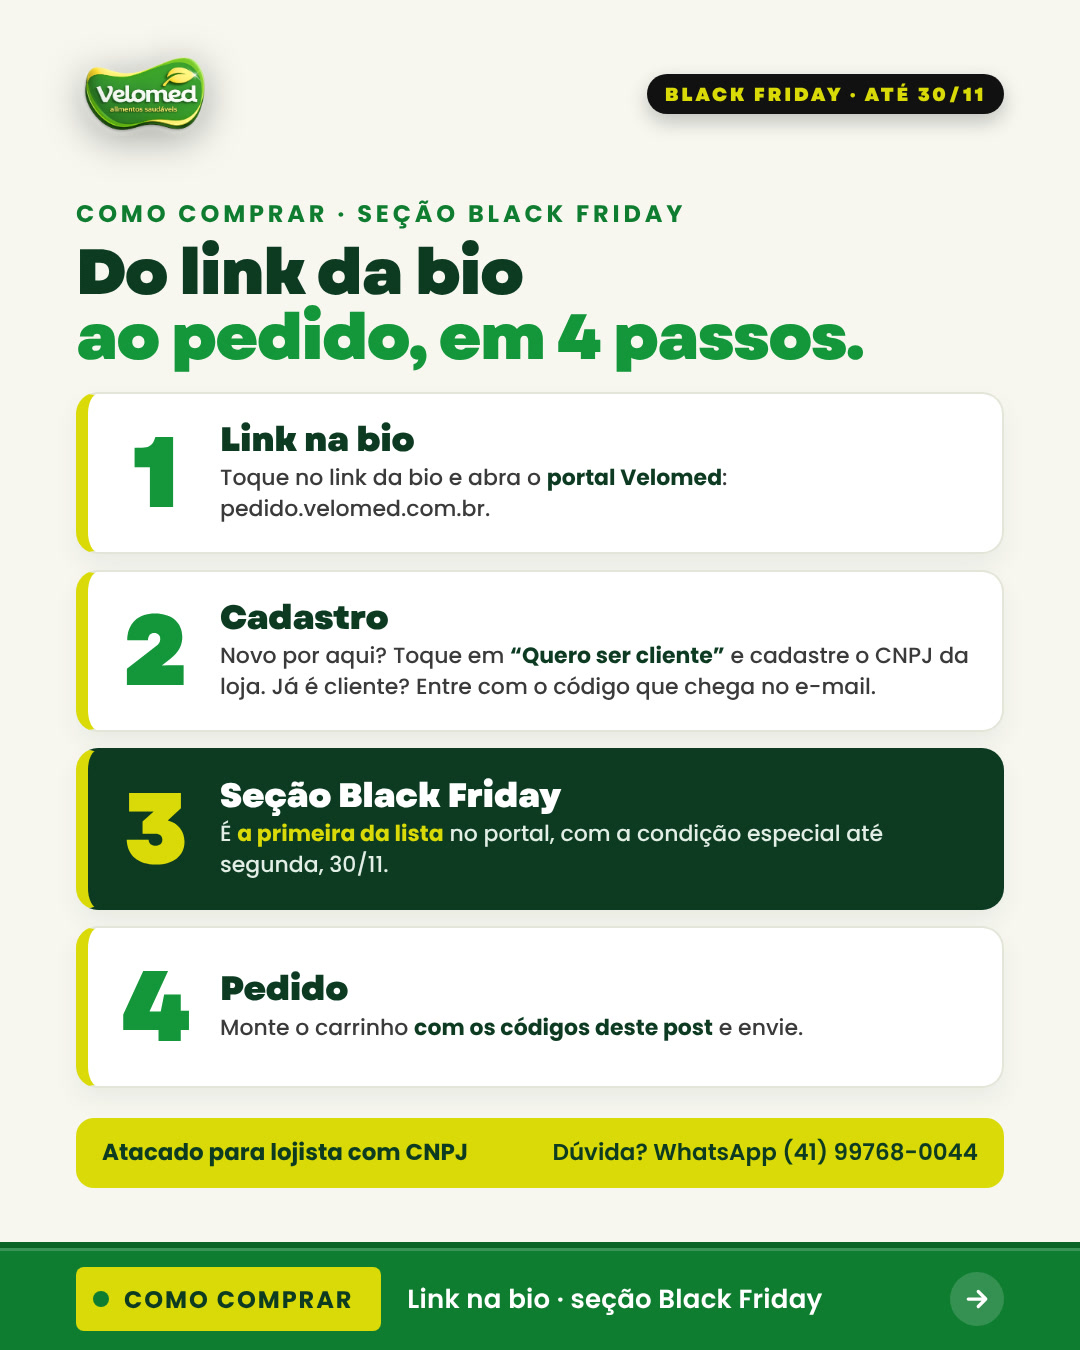 Velomed
alimentos saudáveis
BLACK FRIDAY · ATÉ 30/11
COMO COMPRAR · SEÇÃO BLACK FRIDAY
Do link da bio
ao pedido, em 4 passos.
1
Link na bio
Toque no link da bio e abra o portal Velomed:
pedido.velomed.com.br.
2
Cadastro
Novo por aqui? Toque em “Quero ser cliente” e cadastre o CNPJ da
loja. Já é cliente? Entre com o código que chega no e-mail.
3
Seção Black Friday
É a primeira da lista no portal, com a condição especial até
segunda, 30/11.
4
Pedido
Monte o carrinho com os códigos deste post e envie.
Atacado para lojista com CNPJ
Dúvida? WhatsApp (41) 99768-0044
COMO COMPRAR
Link na bio · seção Black Friday